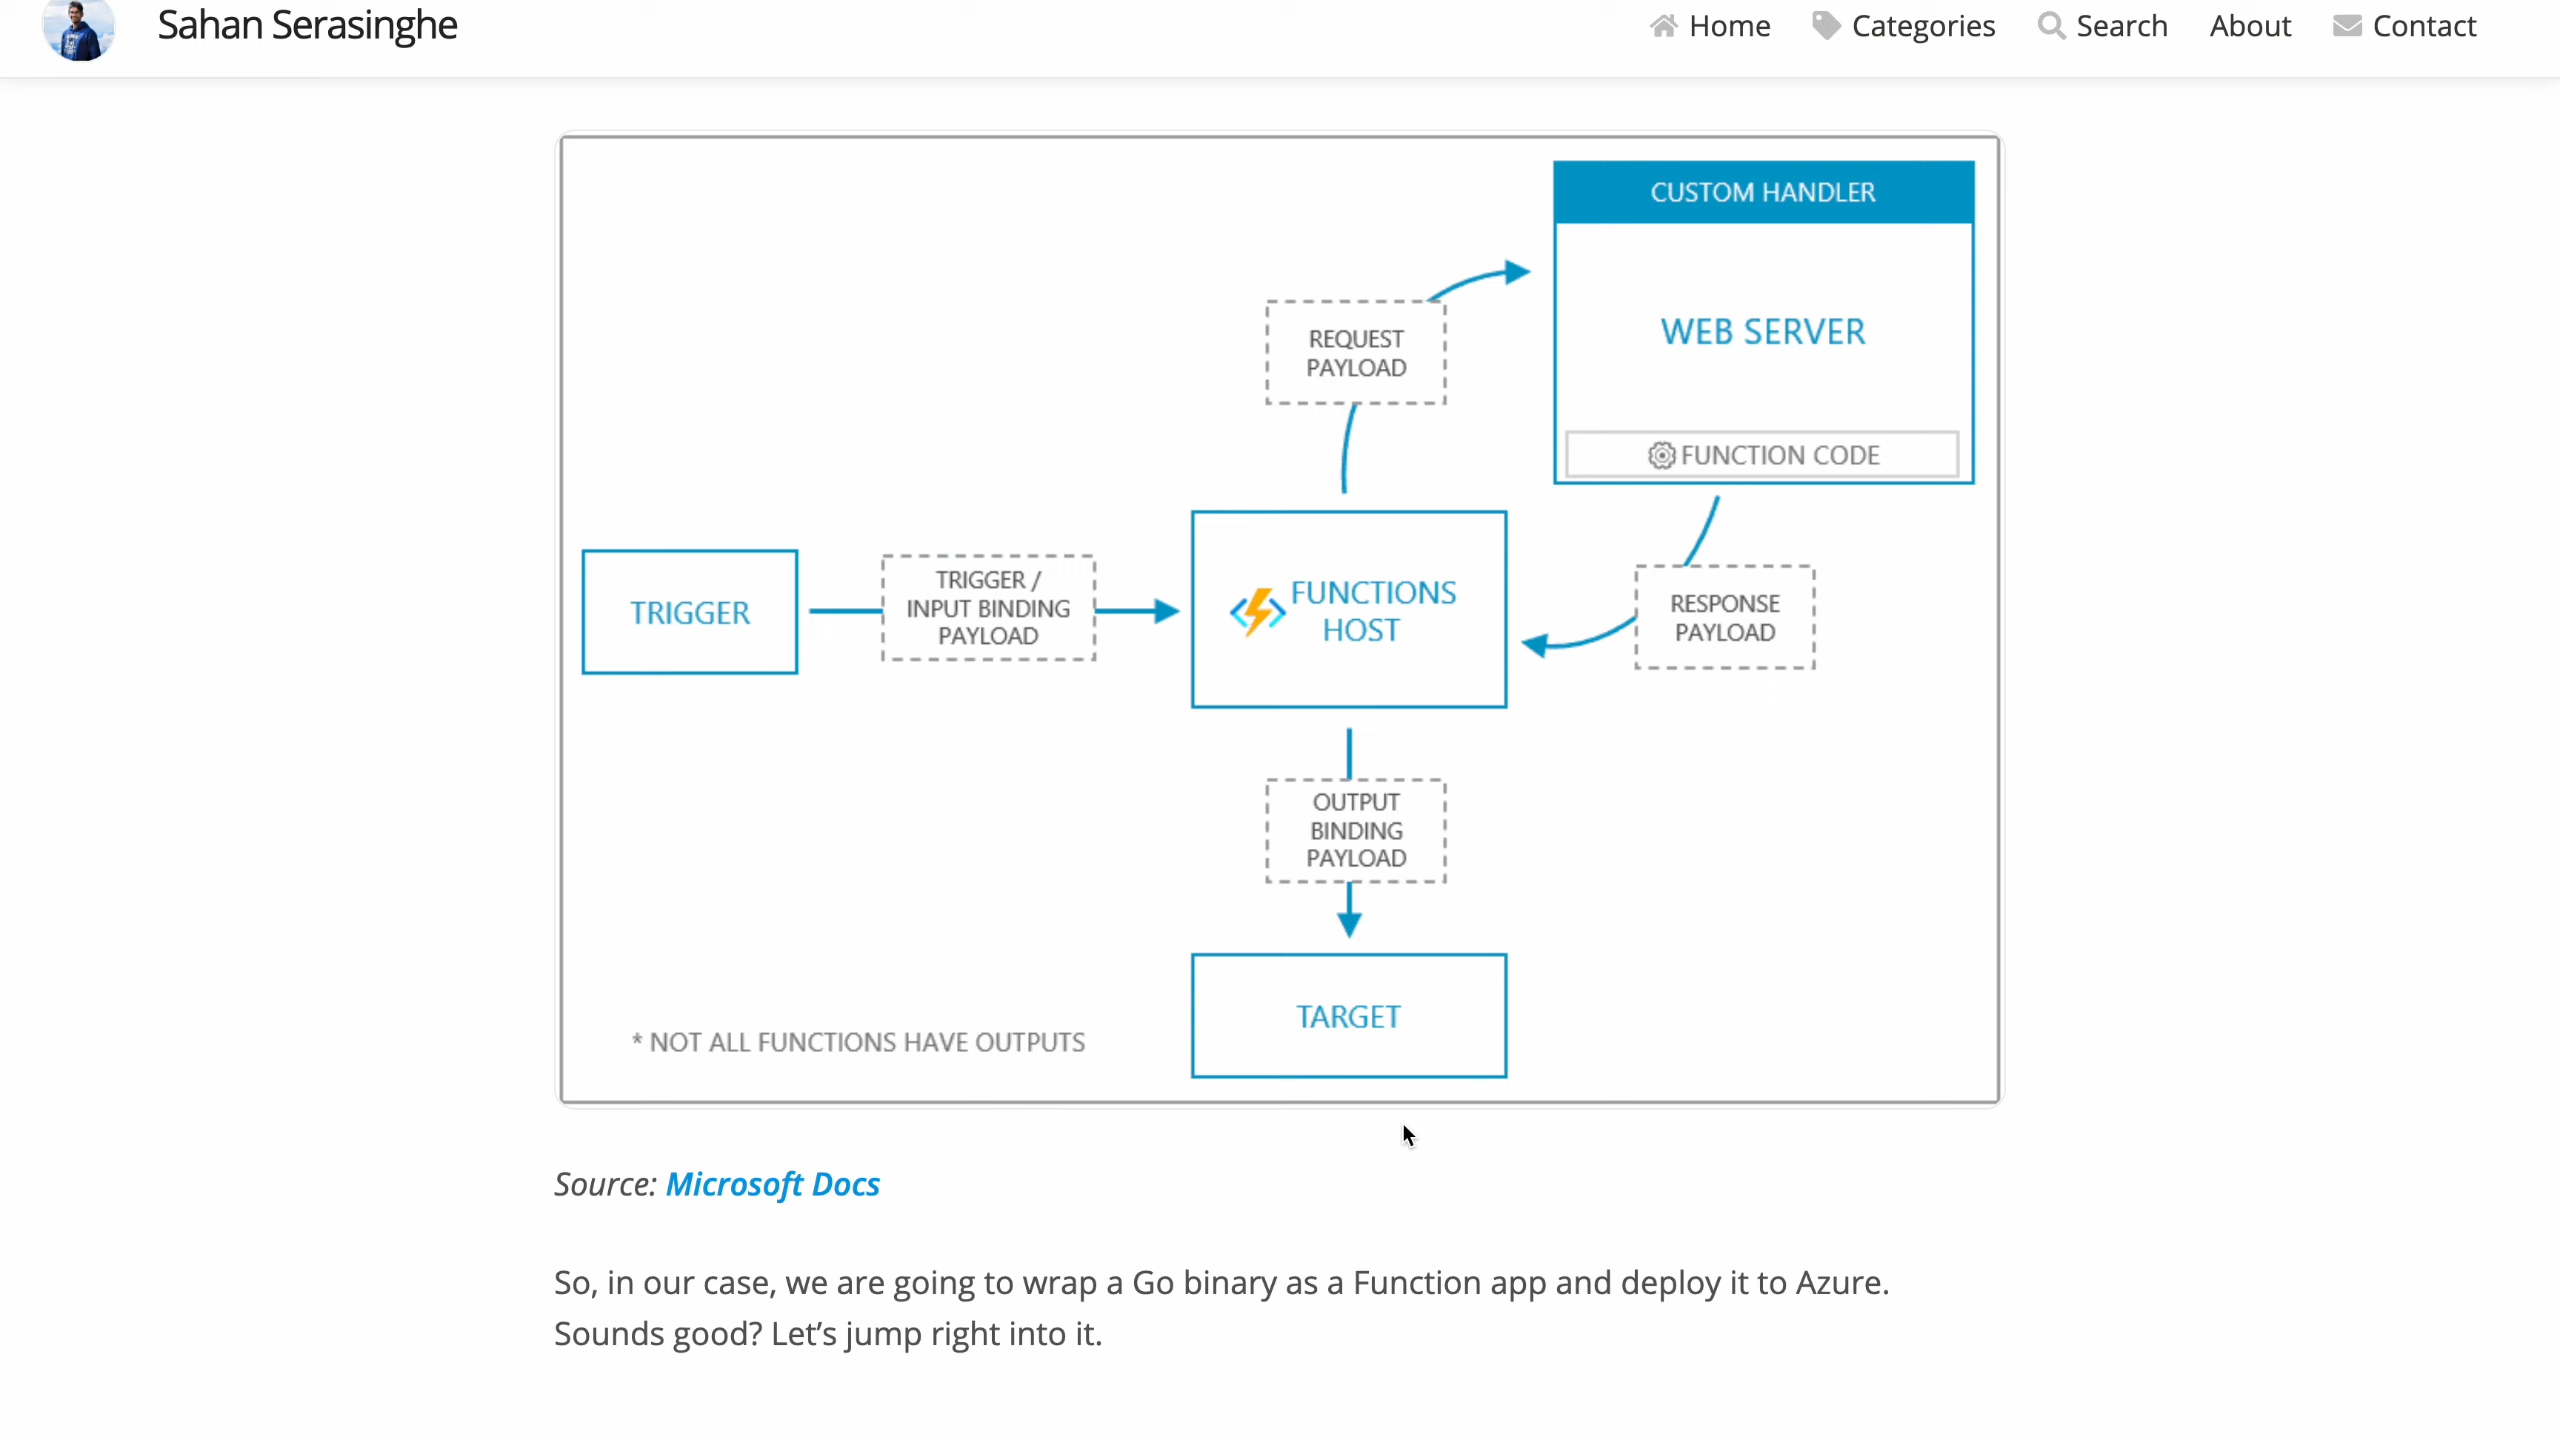 Sahan Serasinghe
Home
Categories
Search
About
Contact
CUSTOM HANDLER
WEB SERVER
FUNCTION CODE
REQUEST
PAYLOAD
TRIGGER
TRIGGER /
INPUT BINDING
PAYLOAD
FUNCTIONS
HOST
RESPONSE
PAYLOAD
OUTPUT
BINDING
PAYLOAD
TARGET
* NOT ALL FUNCTIONS HAVE OUTPUTS
Source: Microsoft Docs
So, in our case, we are going to wrap a Go binary as a Function app and deploy it to Azure.
Sounds good? Let’s jump right into it.